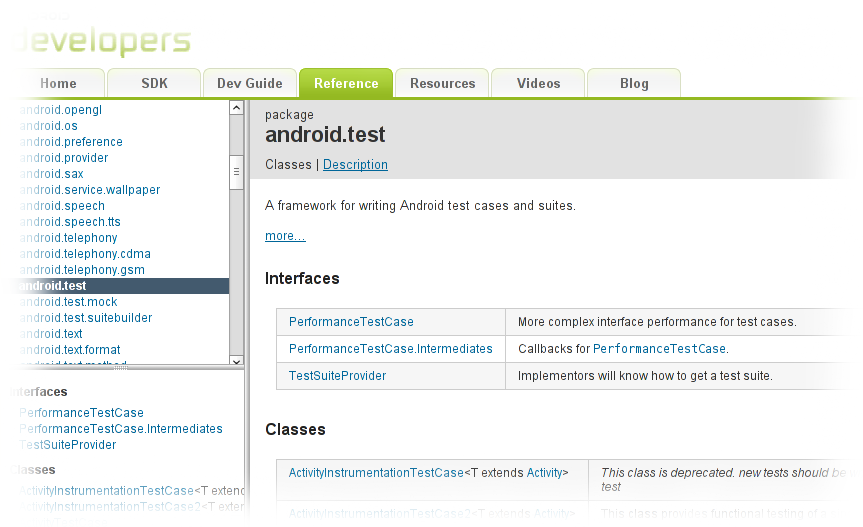 developers
Home SDK Dev Guide Reference Resources Videos Blog
android.opengl
android.os
android.preference
android.provider
android.sax
android.service.wallpaper
android.speech
android.speech.tts
android.telephony
android.telephony.cdma
android.telephony.gsm
android.test
android.test.mock
android.test.suitebuilder
android.text
android.text.format
android.text.method
Interfaces
PerformanceTestCase
PerformanceTestCase.Intermediates
TestSuiteProvider
Classes
ActivityInstrumentationTestCase<T extend
ActivityInstrumentationTestCase2<T exten
package
android.test
Classes | Description
A framework for writing Android test cases and suites.
more...
Interfaces
PerformanceTestCase More complex interface performance for test cases.
PerformanceTestCase.Intermediates Callbacks for PerformanceTestCase.
TestSuiteProvider Implementors will know how to get a test suite.
Classes
ActivityInstrumentationTestCase<T extends Activity> This class is deprecated. new tests should be
test
ActivityInstrumentationTestCase2<T extends Activity> This class provides functional testing of a